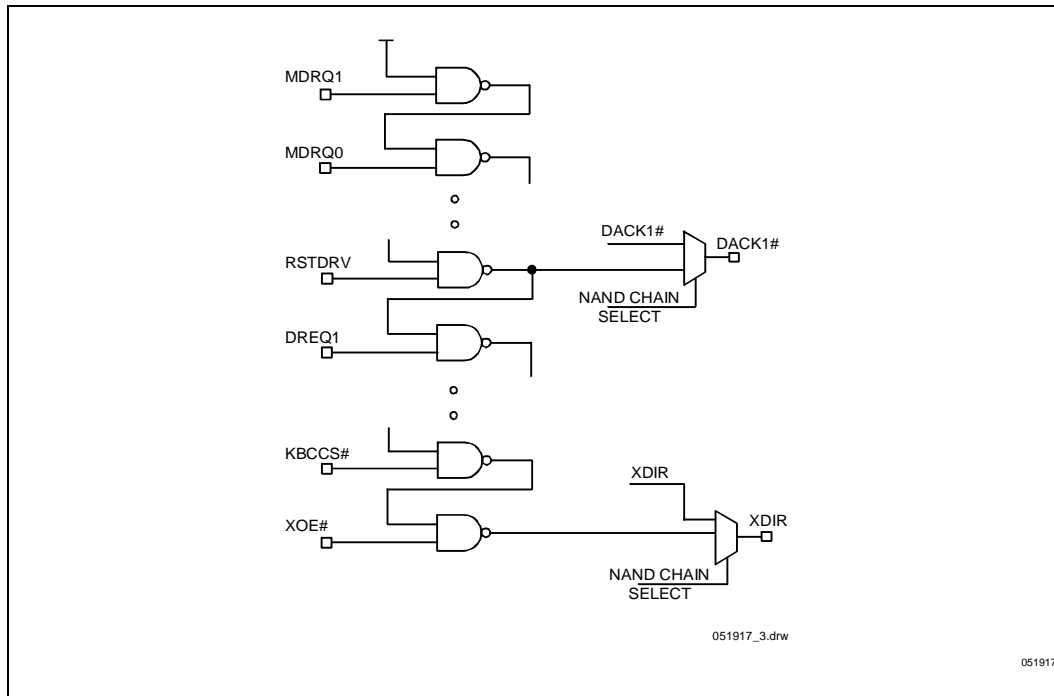 MDRQ1
MDRQ0
DACK1#
DACK1#
RSTDRV
NAND CHAIN
SELECT
DREQ1
KBCCS#
XDIR
XOE#
XDIR
NAND CHAIN
SELECT
051917_3.drw
051917